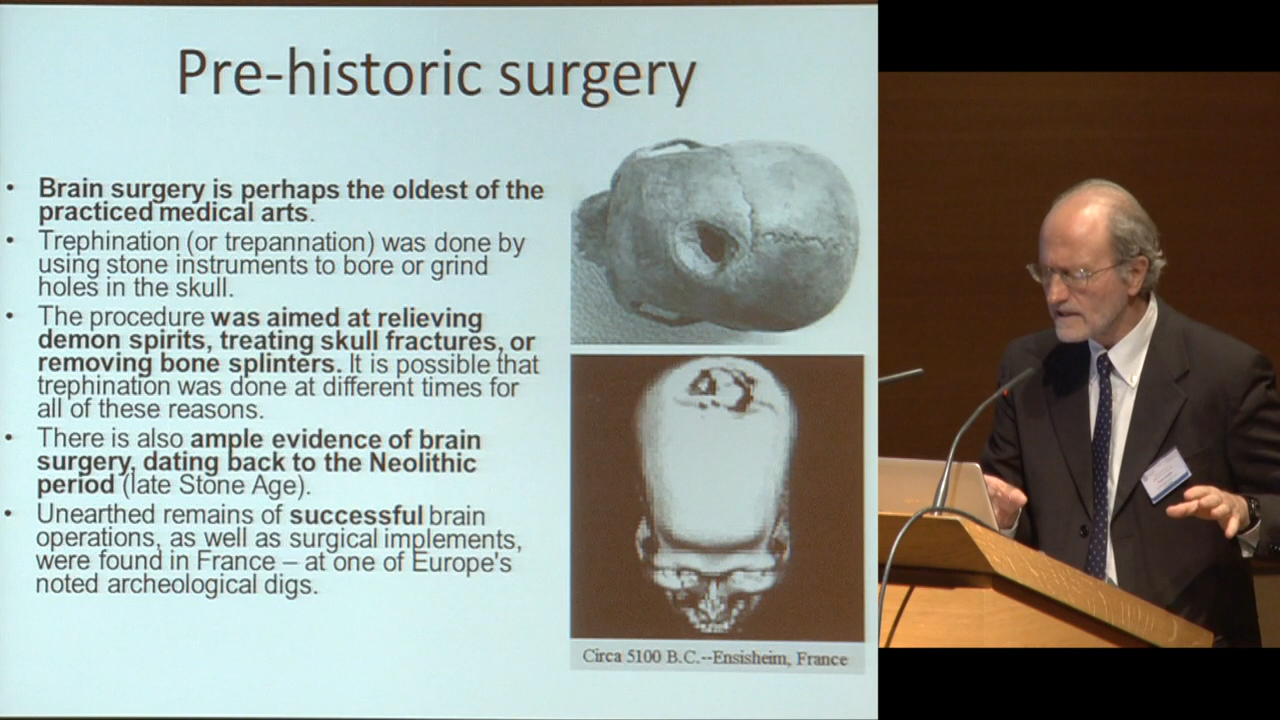 Pre-historic surgery
• Brain surgery is perhaps the oldest of the
practiced medical arts.
• Trephination (or trepannation) was done by
using stone instruments to bore or grind
holes in the skull.
• The procedure was aimed at relieving
demon spirits, treating skull fractures, or
removing bone splinters. It is possible that
trephination was done at different times for
all of these reasons.
• There is also ample evidence of brain
surgery, dating back to the Neolithic
period (late Stone Age).
• Unearthed remains of successful brain
operations, as well as surgical implements,
were found in France – at one of Europe's
noted archeological digs.
Circa 5100 B.C.--Ensisheim, France